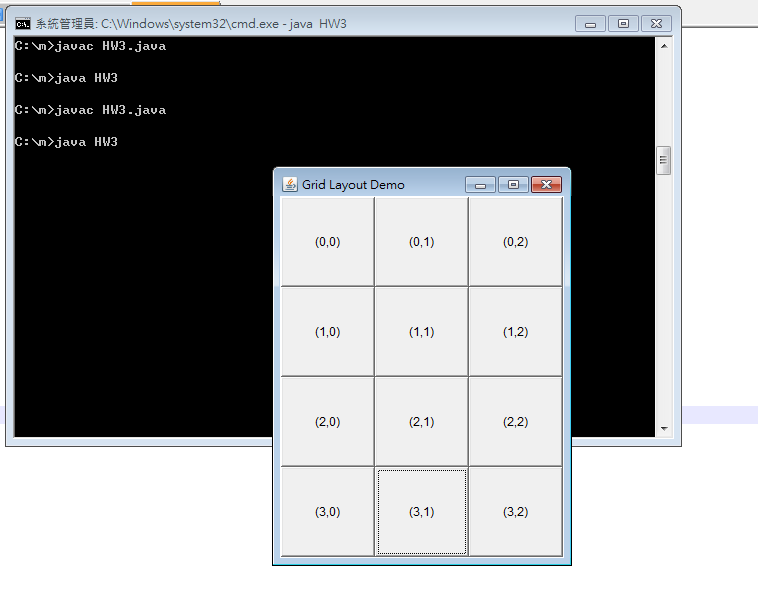 系統管理員: C:\Windows\system32\cmd.exe - java  HW3
C:\m>javac HW3.java
C:\m>java HW3
C:\m>javac HW3.java
C:\m>java HW3
Grid Layout Demo
(0,0) (0,1) (0,2)
(1,0) (1,1) (1,2)
(2,0) (2,1) (2,2)
(3,0) (3,1) (3,2)